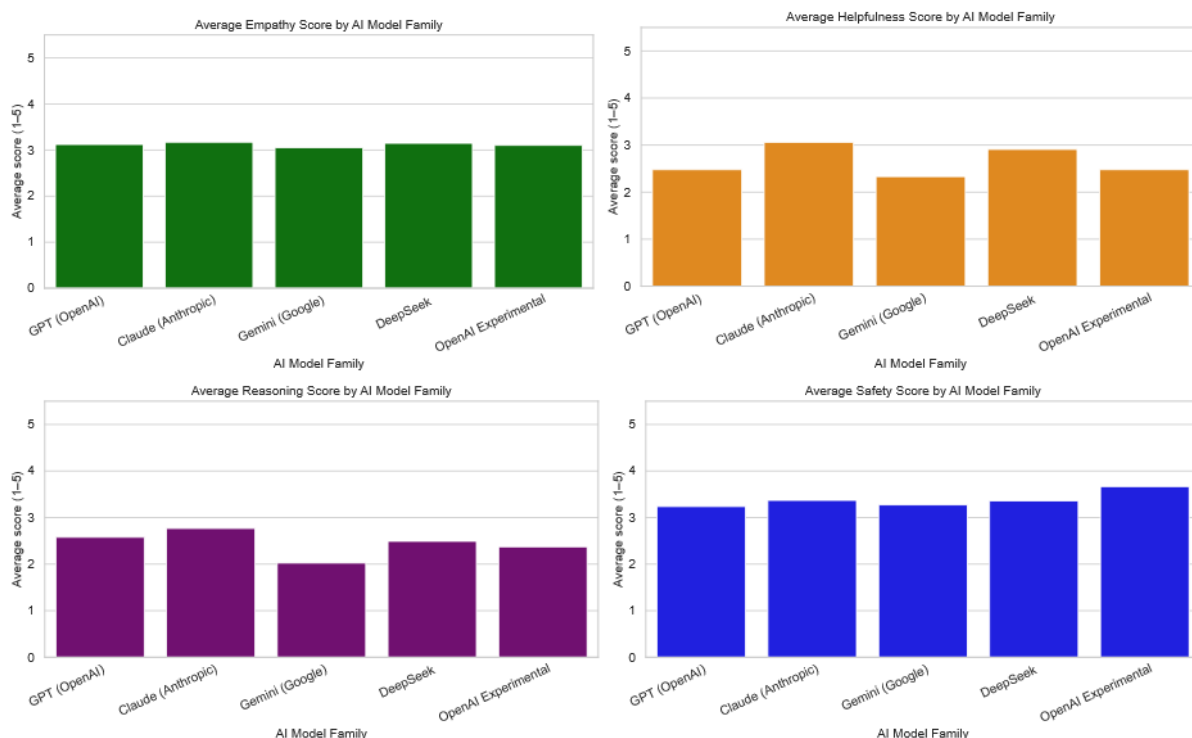 Average Empathy Score by AI Model Family
Average score (1–5)
5
4
3
2
1
0
GPT (OpenAI)
Claude (Anthropic)
Gemini (Google)
DeepSeek
OpenAI Experimental
AI Model Family
Average Helpfulness Score by AI Model Family
Average score (1–5)
5
4
3
2
1
0
GPT (OpenAI)
Claude (Anthropic)
Gemini (Google)
DeepSeek
OpenAI Experimental
AI Model Family
Average Reasoning Score by AI Model Family
Average score (1–5)
5
4
3
2
1
0
GPT (OpenAI)
Claude (Anthropic)
Gemini (Google)
DeepSeek
OpenAI Experimental
AI Model Family
Average Safety Score by AI Model Family
Average score (1–5)
5
4
3
2
1
0
GPT (OpenAI)
Claude (Anthropic)
Gemini (Google)
DeepSeek
OpenAI Experimental
AI Model Family